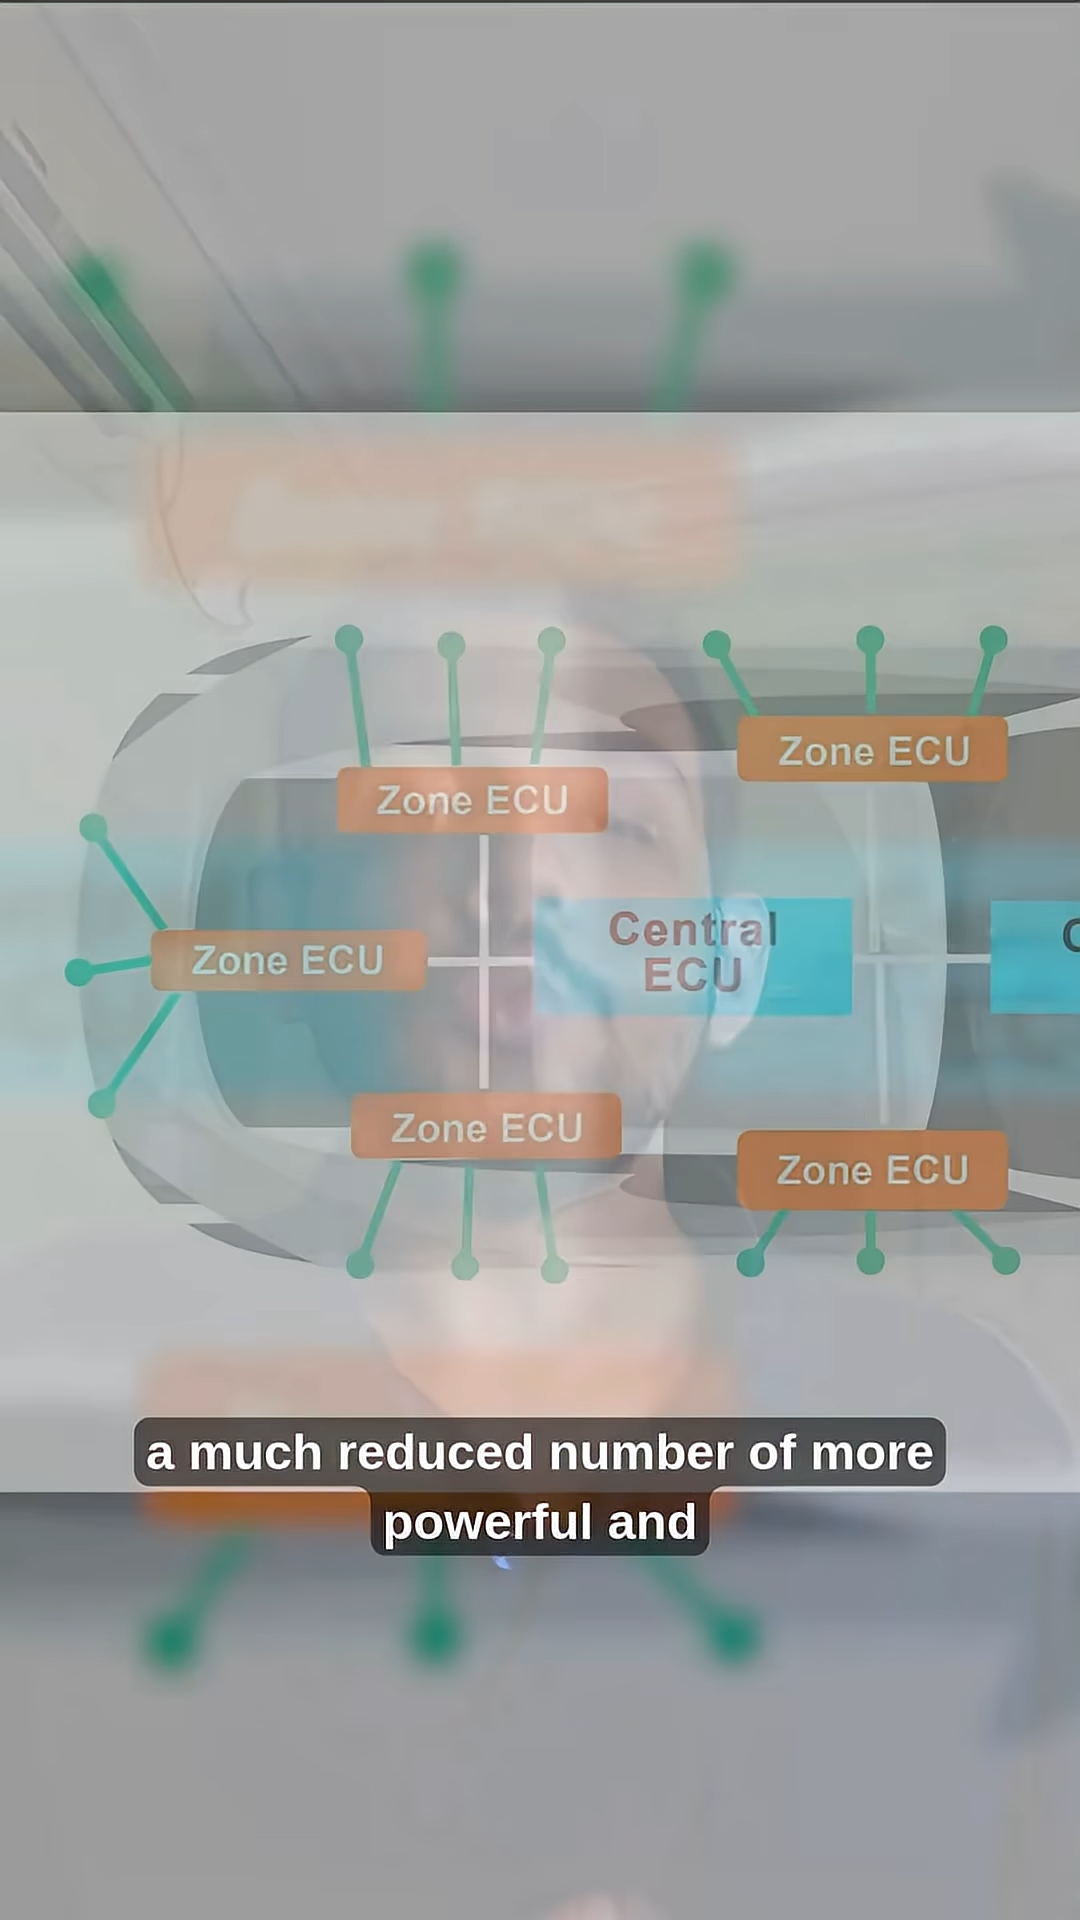 Zone ECU
Zone ECU
Central
ECU
Zone ECU
Zone ECU
Zone ECU
a much reduced number of more
powerful and